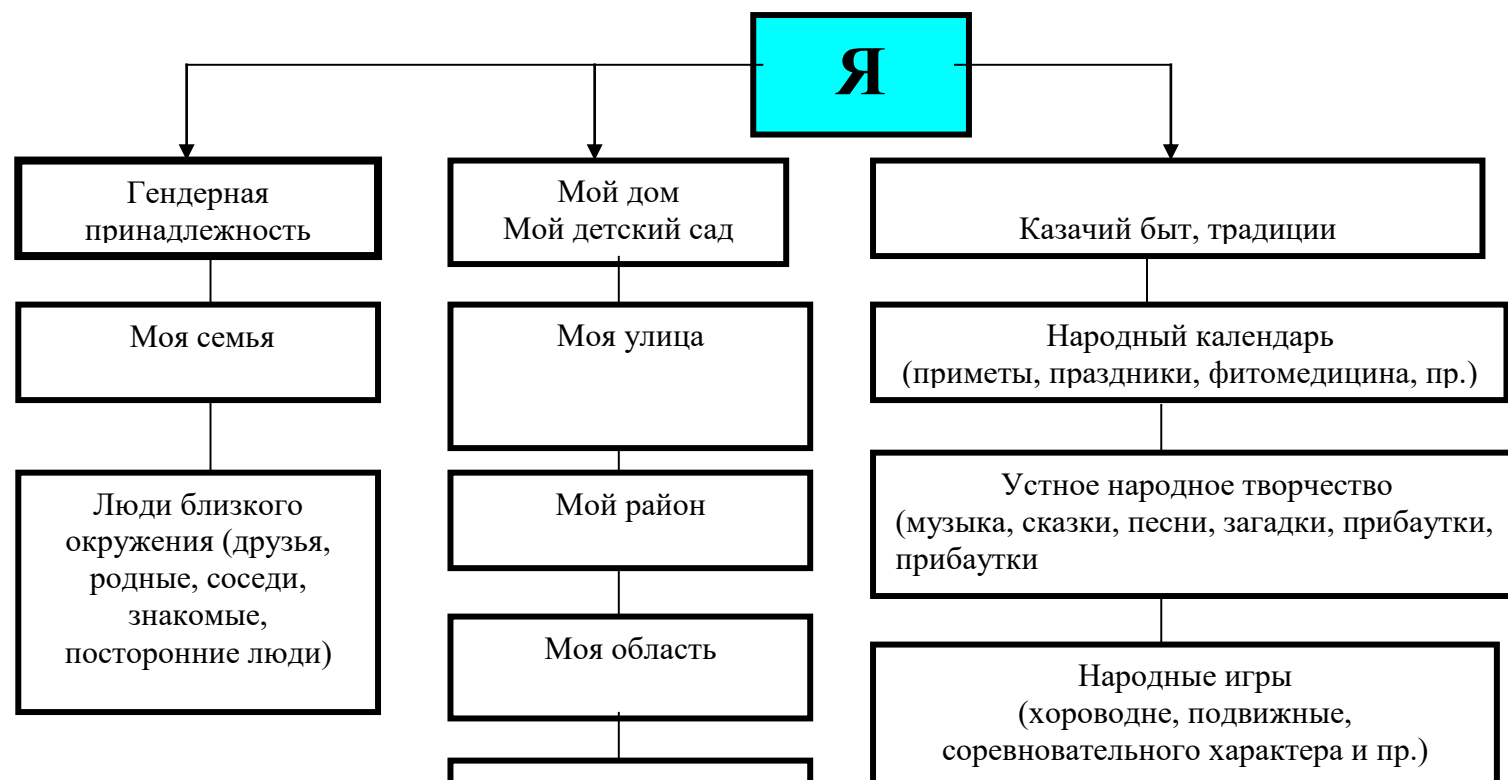 Я
Гендерная
принадлежность
Моя семья
Люди близкого
окружения (друзья,
родные, соседи,
знакомые,
посторонние люди)
Мой дом
Мой детский сад
Моя улица
Мой район
Моя область
Казачий быт, традиции
Народный календарь
(приметы, праздники, фитомедицина, пр.)
Устное народное творчество
(музыка, сказки, песни, загадки, прибаутки,
прибаутки
Народные игры
(хороводне, подвижные,
соревновательного характера и пр.)